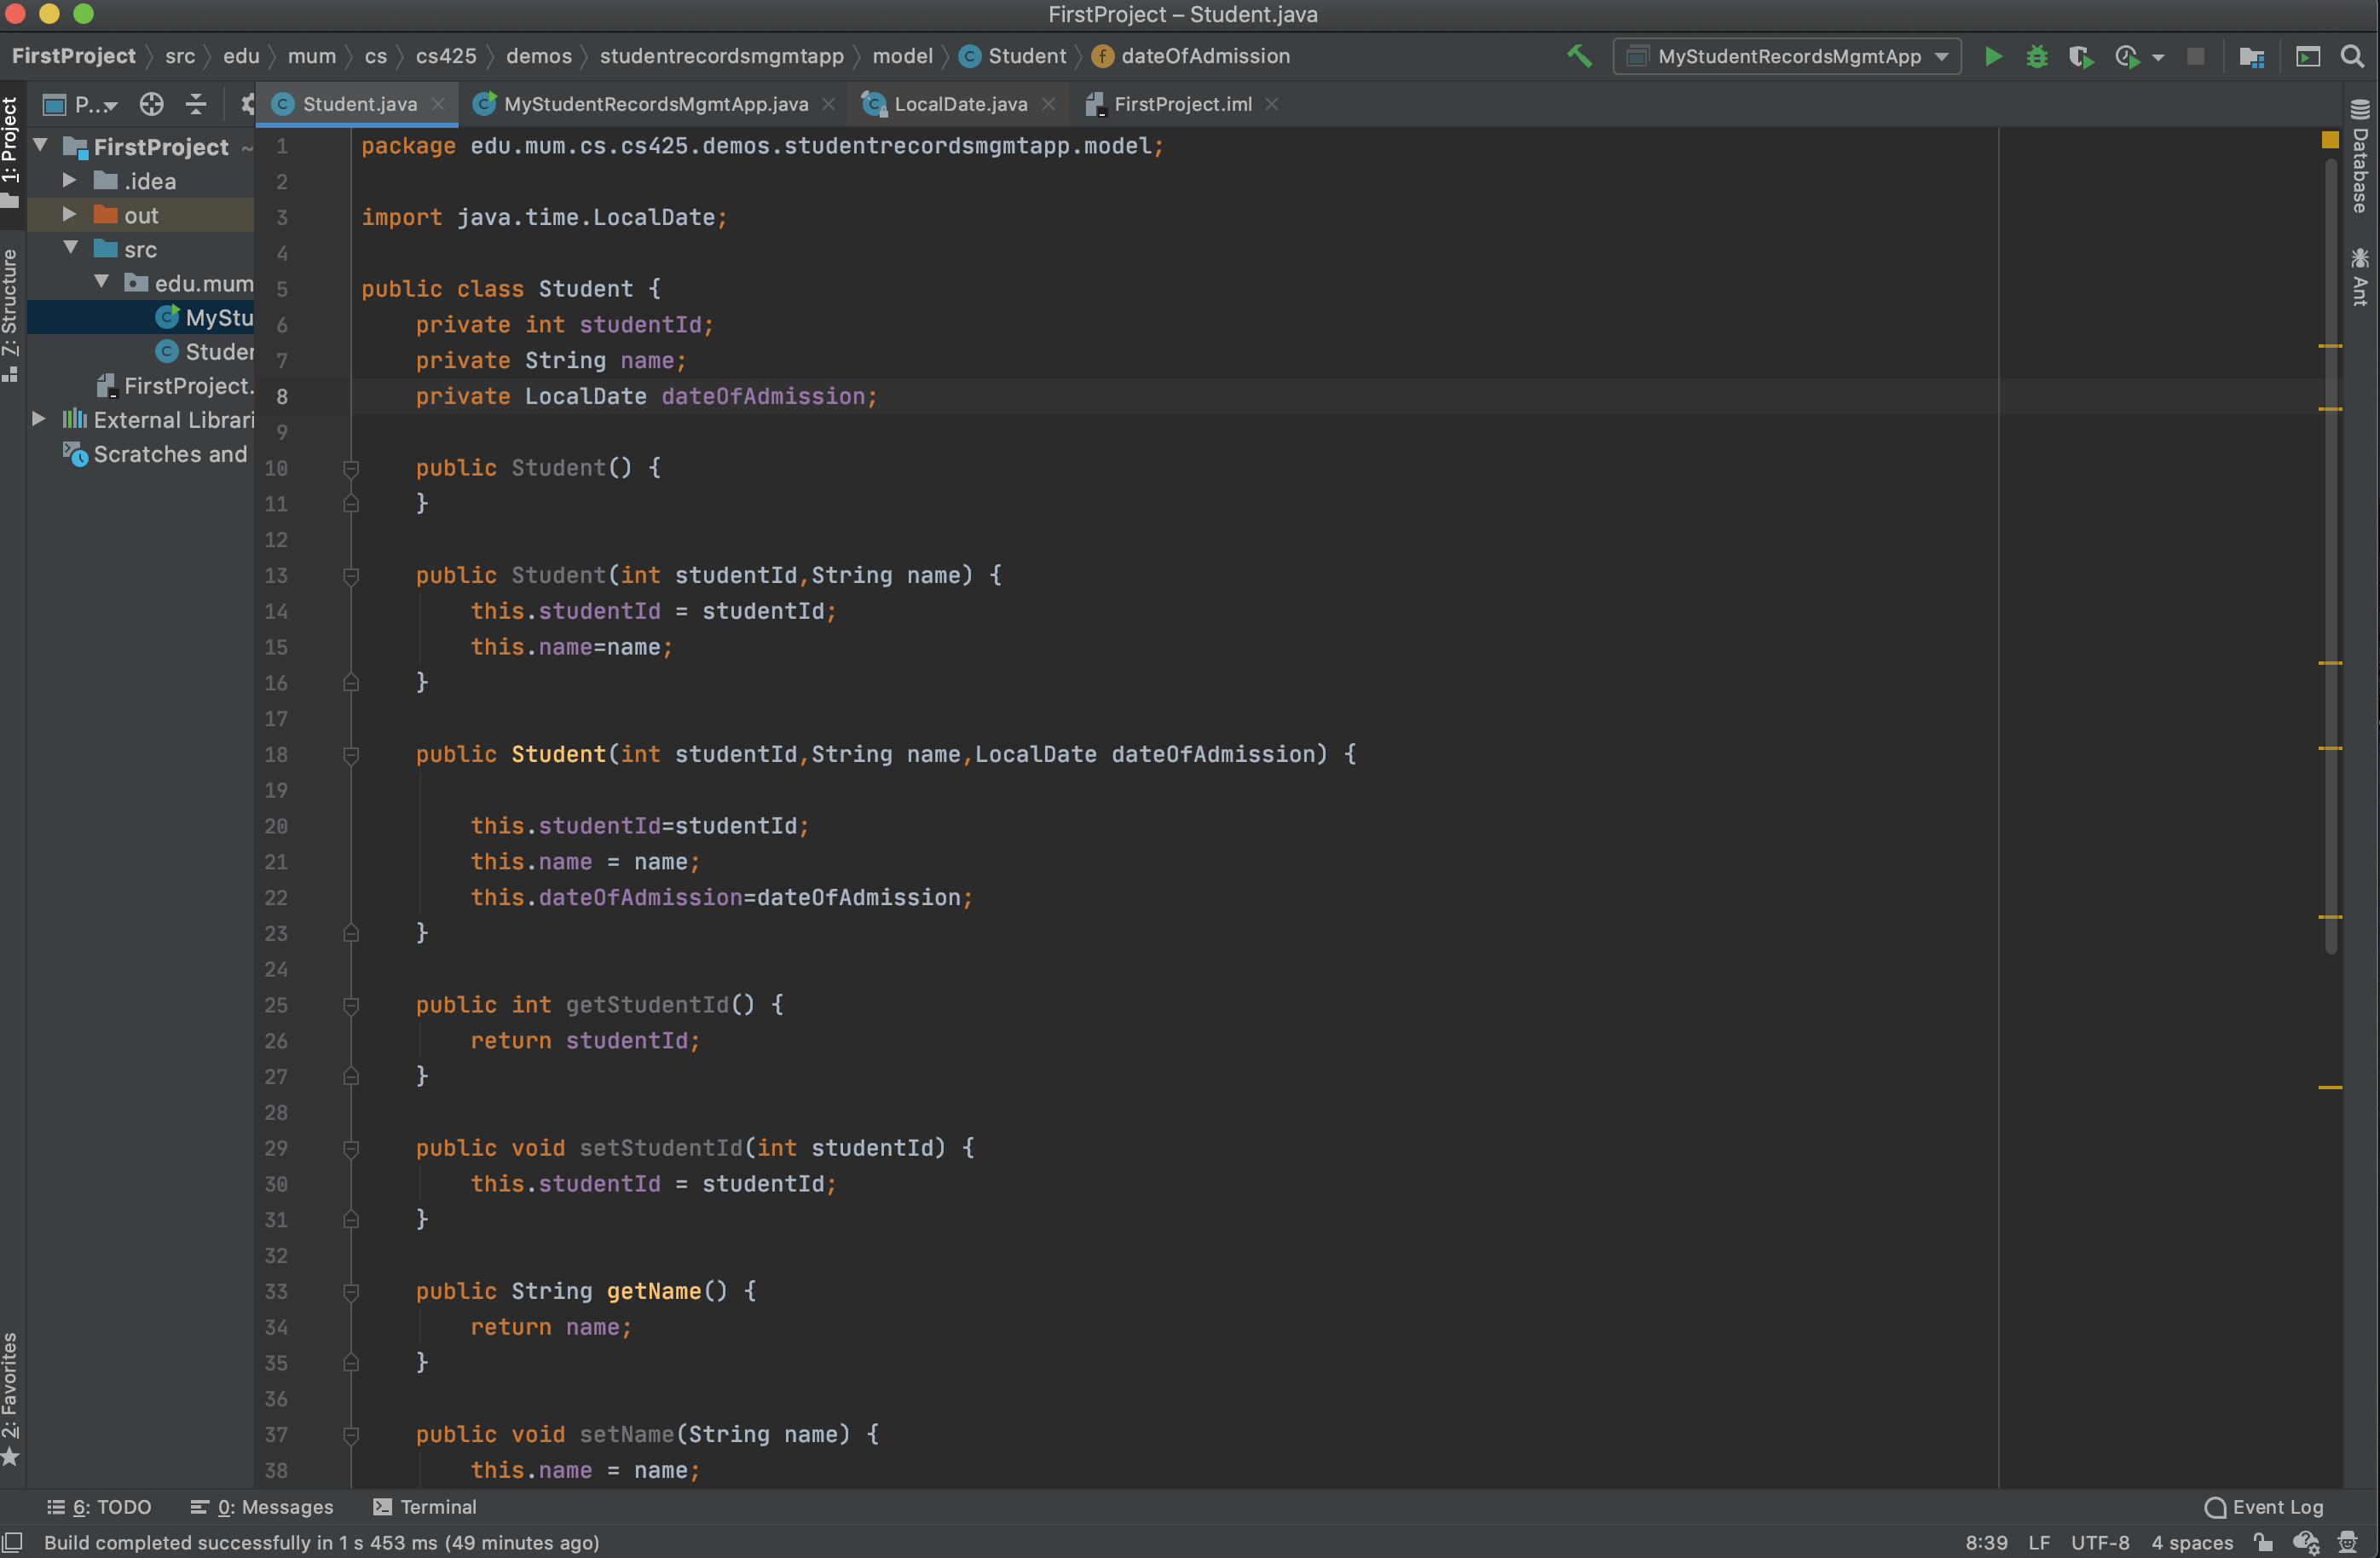 FirstProject – Student.java
FirstProject src edu mum cs cs425 demos studentrecordsmgmtapp model Student dateOfAdmission
MyStudentRecordsMgmtApp
P...
Student.java MyStudentRecordsMgmtApp.java LocalDate.java FirstProject.iml
1: Project
Z: Structure
2: Favorites
FirstProject ~
.idea
out
src
edu.mum
MyStu
Studer
FirstProject.
External Librari
Scratches and
1 package edu.mum.cs.cs425.demos.studentrecordsmgmtapp.model;
2
3 import java.time.LocalDate;
4
5 public class Student {
6 private int studentId;
7 private String name;
8 private LocalDate dateOfAdmission;
9
10 public Student() {
11 }
12
13 public Student(int studentId,String name) {
14 this.studentId = studentId;
15 this.name=name;
16 }
17
18 public Student(int studentId,String name,LocalDate dateOfAdmission) {
19
20 this.studentId=studentId;
21 this.name = name;
22 this.dateOfAdmission=dateOfAdmission;
23 }
24
25 public int getStudentId() {
26 return studentId;
27 }
28
29 public void setStudentId(int studentId) {
30 this.studentId = studentId;
31 }
32
33 public String getName() {
34 return name;
35 }
36
37 public void setName(String name) {
38 this.name = name;
Database
Ant
6: TODO 0: Messages Terminal Event Log
Build completed successfully in 1 s 453 ms (49 minutes ago) 8:39 LF UTF-8 4 spaces